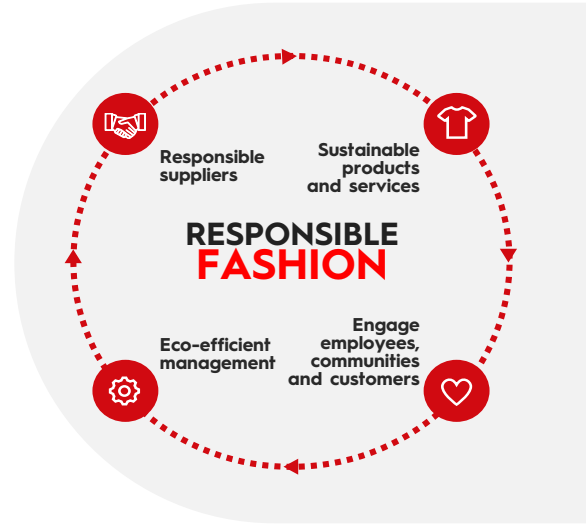 Responsible
suppliers
Sustainable
products
and services
RESPONSIBLE
FASHION
Eco-efficient
management
Engage
employees,
communities
and customers